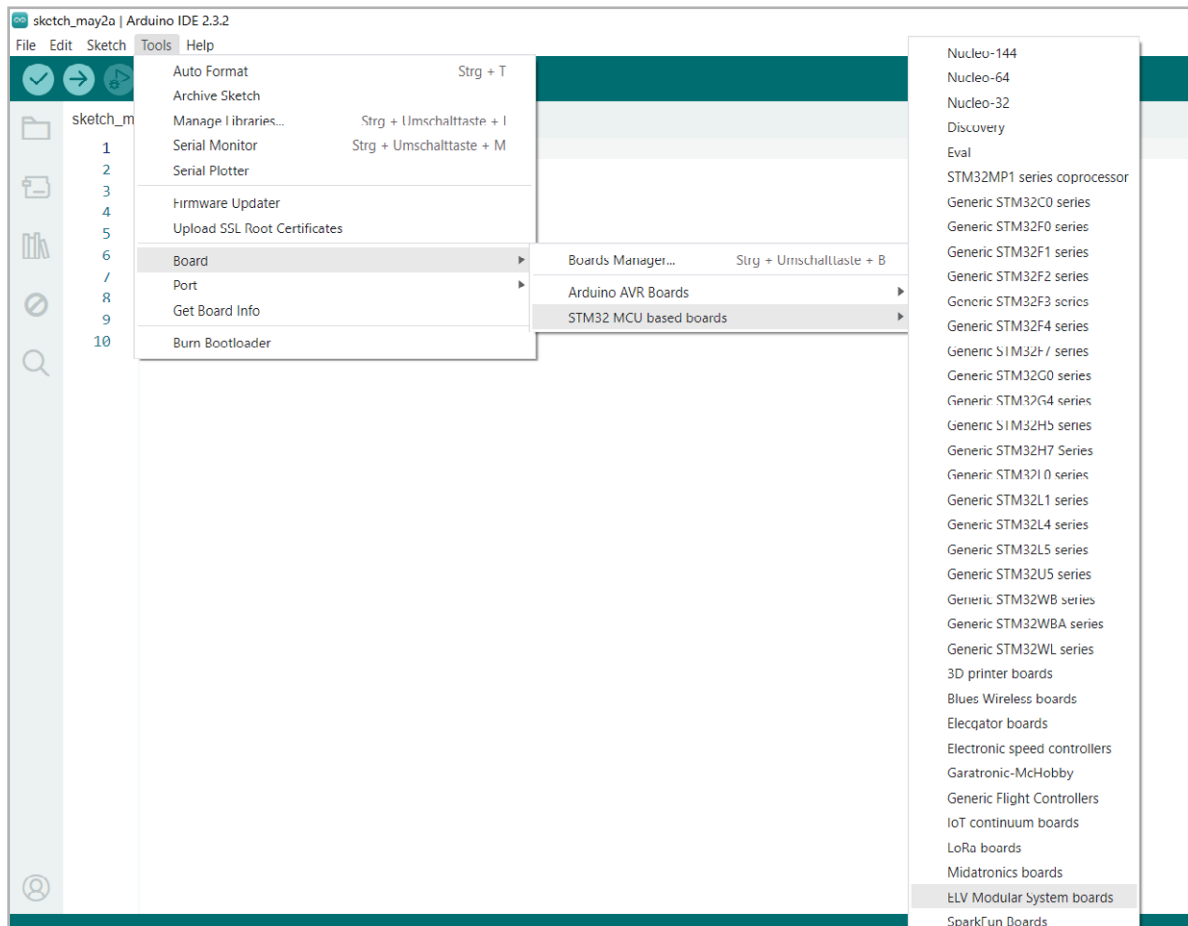 sketch_may2a | Arduino IDE 2.3.2
File Edit Sketch Tools Help
sketch_m
1
2
3
4
5
6
7
8
9
10
Auto Format Strg + T
Archive Sketch
Manage Libraries... Strg + Umschalttaste + I
Serial Monitor Strg + Umschalttaste + M
Serial Plotter
Firmware Updater
Upload SSL Root Certificates
Board
Port
Get Board Info
Burn Bootloader
Boards Manager... Strg + Umschalttaste + B
Arduino AVR Boards
STM32 MCU based boards
Nucleo-144
Nucleo-64
Nucleo-32
Discovery
Eval
STM32MP1 series coprocessor
Generic STM32C0 series
Generic STM32F0 series
Generic STM32F1 series
Generic STM32F2 series
Generic STM32F3 series
Generic STM32F4 series
Generic STM32F7 series
Generic STM32G0 series
Generic STM32G4 series
Generic STM32H5 series
Generic STM32H7 Series
Generic STM32L0 series
Generic STM32L1 series
Generic STM32L4 series
Generic STM32L5 series
Generic STM32U5 series
Generic STM32WB series
Generic STM32WBA series
Generic STM32WL series
3D printer boards
Blues Wireless boards
Elecgator boards
Electronic speed controllers
Garatronic-McHobby
Generic Flight Controllers
IoT continuum boards
LoRa boards
Midatronics boards
ELV Modular System boards
SparkFun Boards